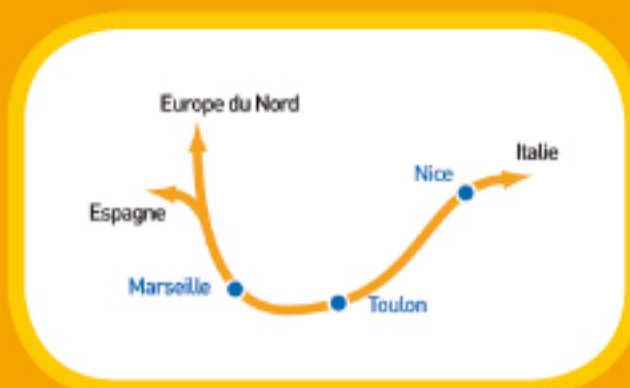 Europe du Nord
Italie
Nice
Espagne
Marseille
Toulon